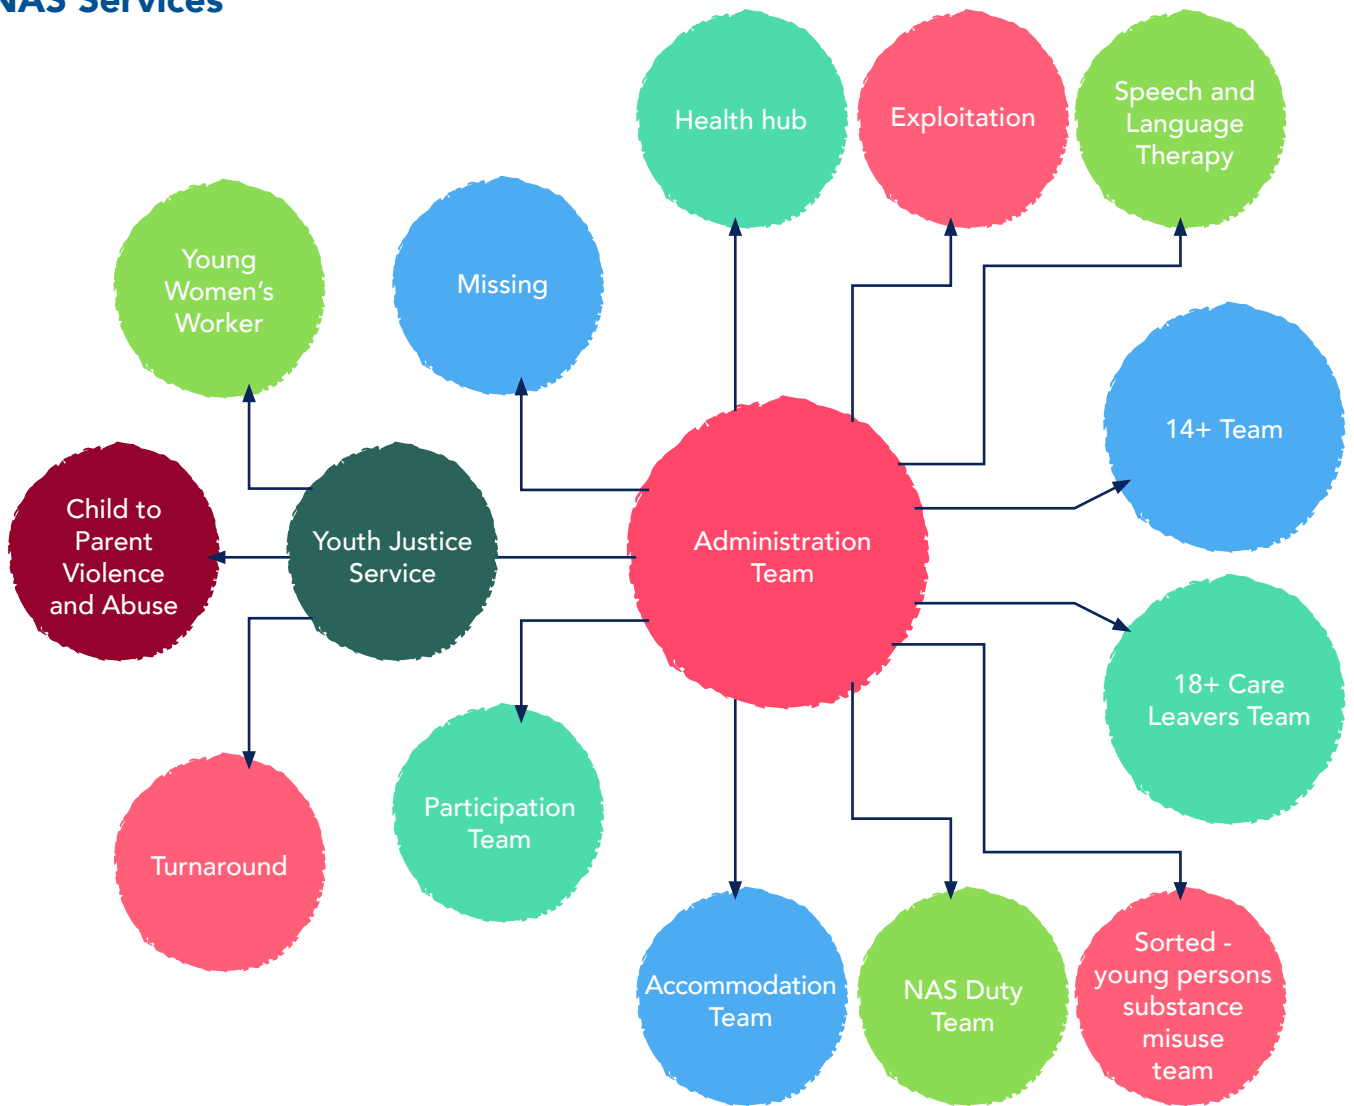 NAS Services
Health hub
Exploitation
Speech and
Language
Therapy
Young
Women's
Worker
Missing
14+ Team
Child to
Parent
Violence
and Abuse
Youth Justice
Service
Administration
Team
18+ Care
Leavers Team
Participation
Team
Turnaround
Accommodation
Team
NAS Duty
Team
Sorted -
young persons
substance
misuse
team